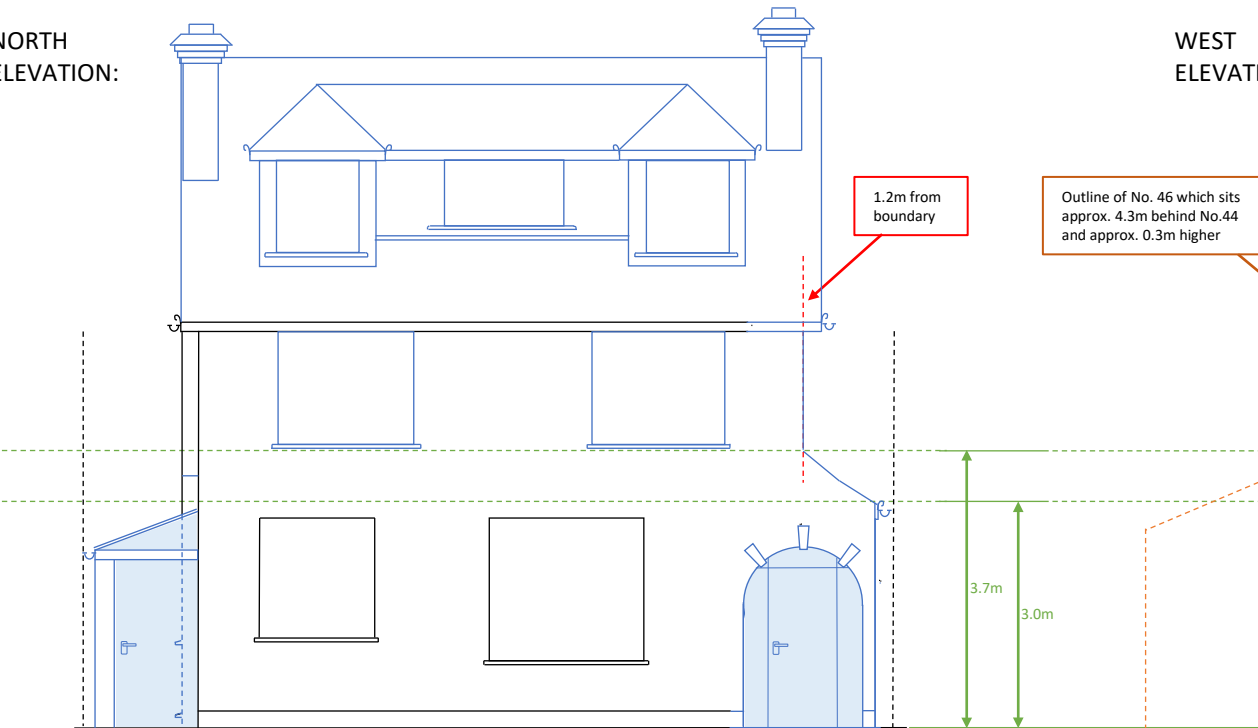 NORTH
ELEVATION:
WEST
ELEVATI
1.2m from
boundary
Outline of No. 46 which sits
approx. 4.3m behind No.44
and approx. 0.3m higher
3.7m
3.0m